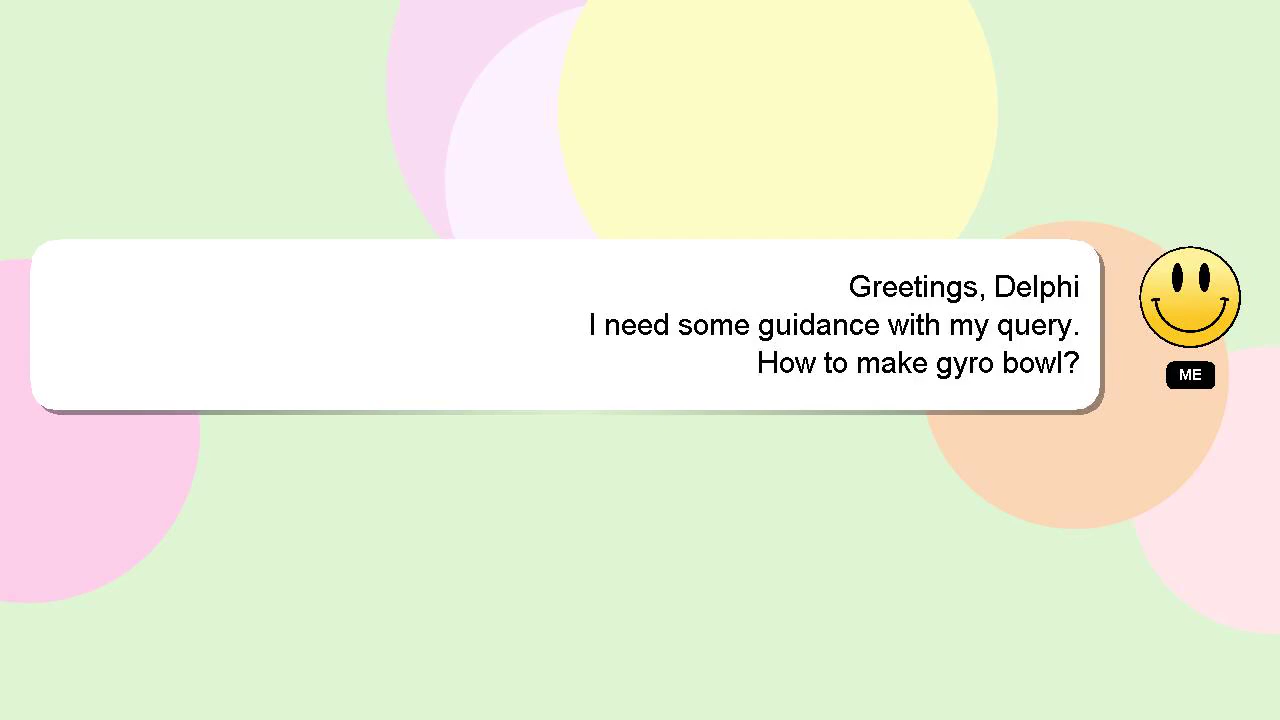 Greetings, Delphi
I need some guidance with my query.
How to make gyro bowl?
ME